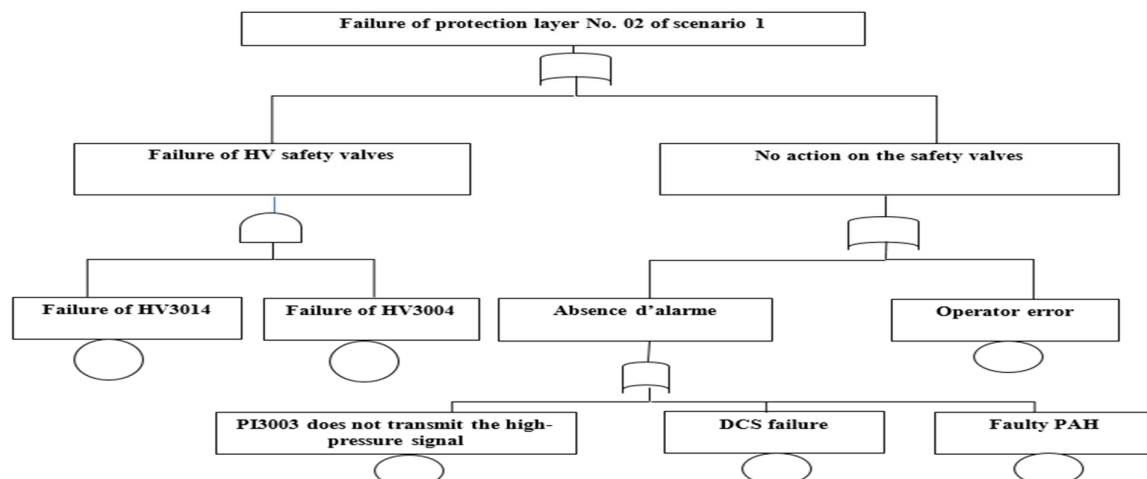 Failure of protection layer No. 02 of scenario 1
Failure of HV safety valves
No action on the safety valves
Failure of HV3014
Failure of HV3004
Absence d'alarme
Operator error
PI3003 does not transmit the high-
pressure signal
DCS failure
Faulty PAH